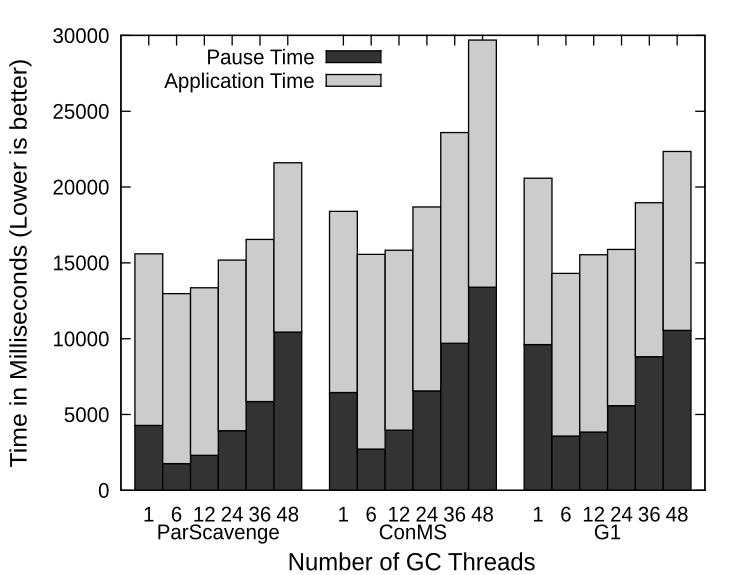 30000
25000
20000
15000
10000
5000
0
Time in Milliseconds (Lower is better)
Pause Time
Application Time
1 6 12 24 36 48 1 6 12 24 36 48 1 6 12 24 36 48
ParScavenge ConMS G1
Number of GC Threads